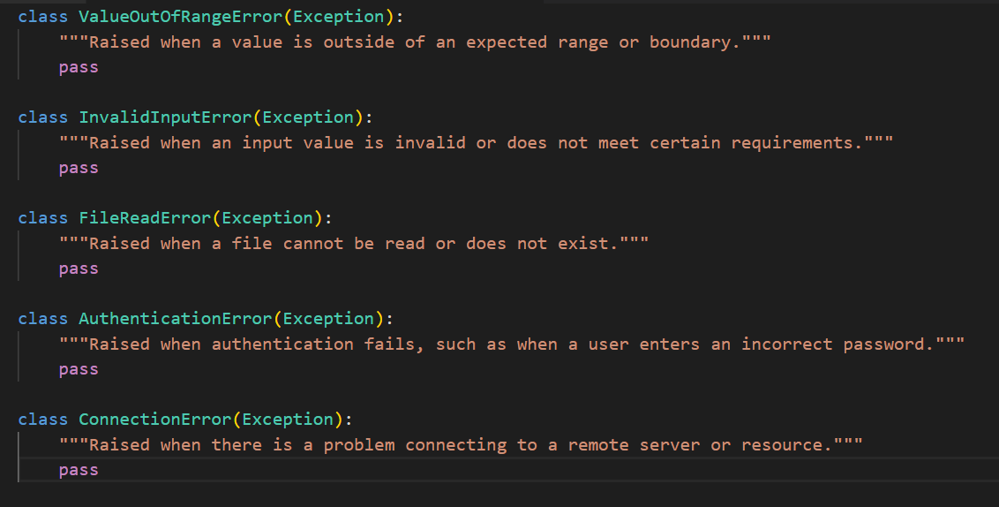 class ValueOutOfRangeError(Exception):
    """Raised when a value is outside of an expected range or boundary."""
    pass

class InvalidInputError(Exception):
    """Raised when an input value is invalid or does not meet certain requirements."""
    pass

class FileReadError(Exception):
    """Raised when a file cannot be read or does not exist."""
    pass

class AuthenticationError(Exception):
    """Raised when authentication fails, such as when a user enters an incorrect password."""
    pass

class ConnectionError(Exception):
    """Raised when there is a problem connecting to a remote server or resource."""
    pass